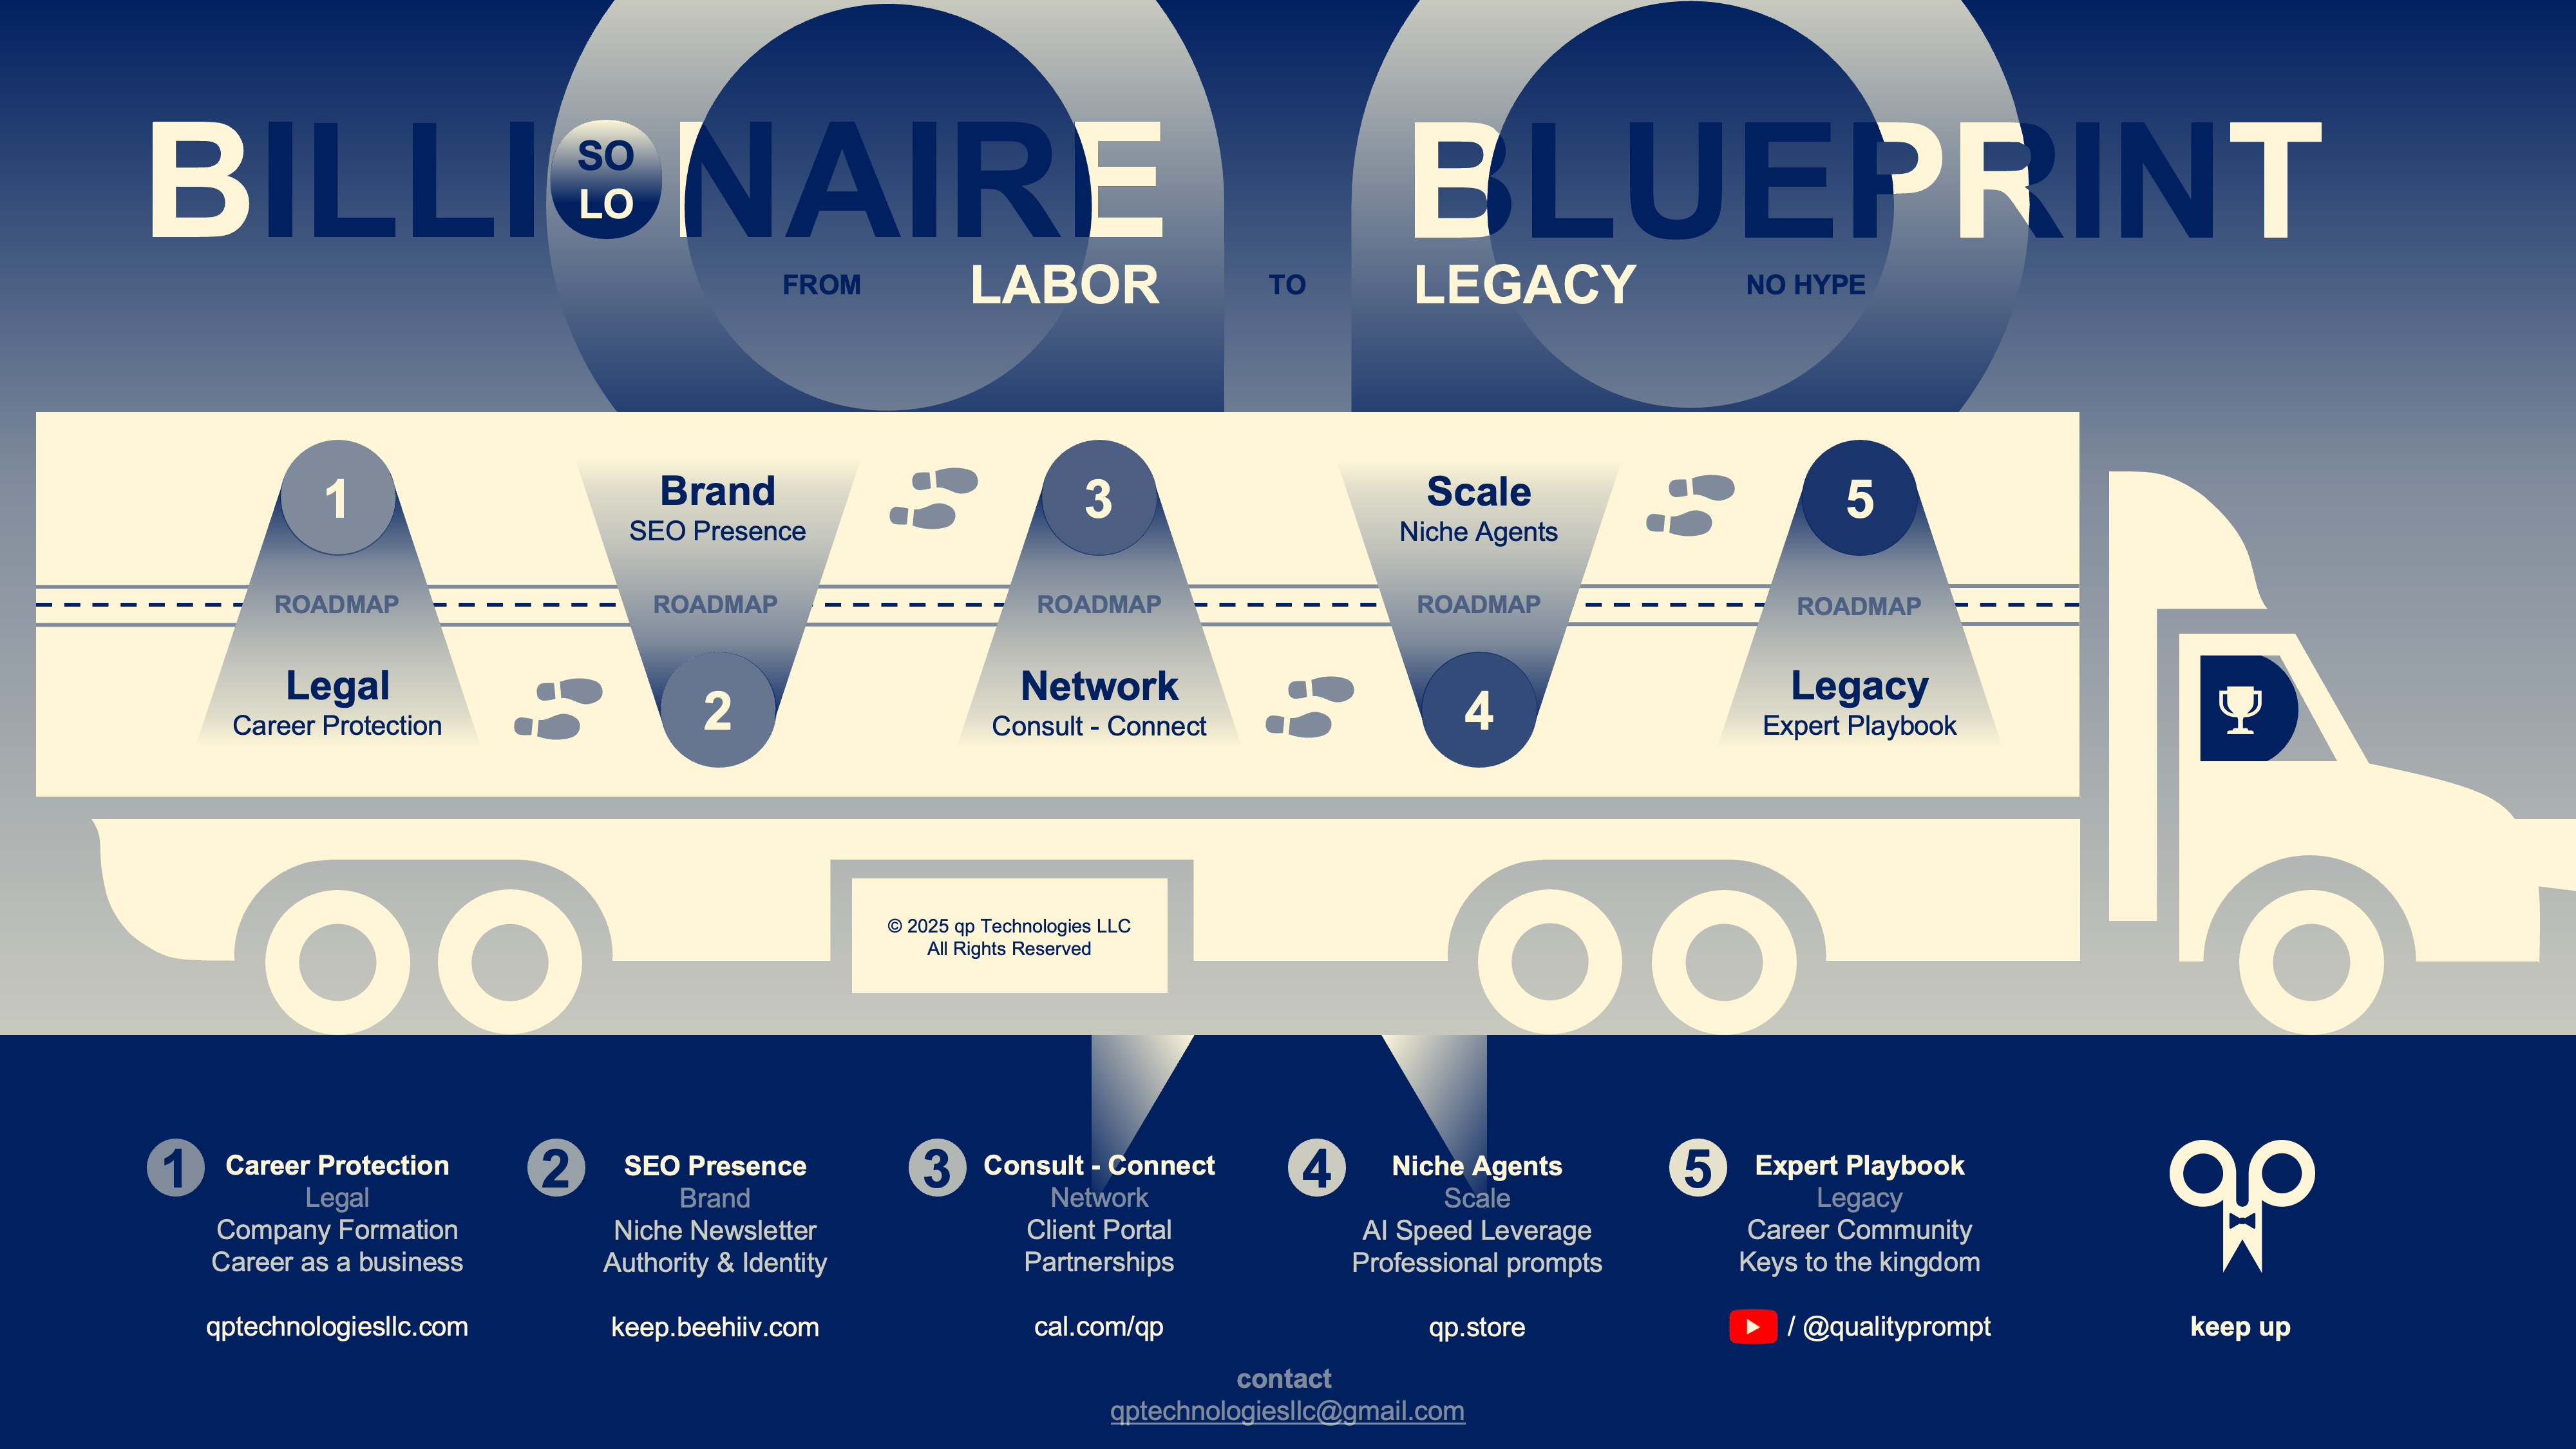 BILLIONAIRE BLUEPRINT
SO
LO
FROM LABOR TO LEGACY NO HYPE
1
ROADMAP
Legal
Career Protection
Brand
SEO Presence
ROADMAP
2
3
ROADMAP
Network
Consult - Connect
Scale
Niche Agents
ROADMAP
4
5
ROADMAP
Legacy
Expert Playbook
© 2025 qp Technologies LLC
All Rights Reserved
1 Career Protection
Legal
Company Formation
Career as a business
qptechnologiesllc.com
2 SEO Presence
Brand
Niche Newsletter
Authority & Identity
keep.beehiiv.com
3 Consult - Connect
Network
Client Portal
Partnerships
cal.com/qp
4 Niche Agents
Scale
AI Speed Leverage
Professional prompts
qp.store
5 Expert Playbook
Legacy
Career Community
Keys to the kingdom
/ @qualityprompt
qp
keep up
contact
qptechnologiesllc@gmail.com